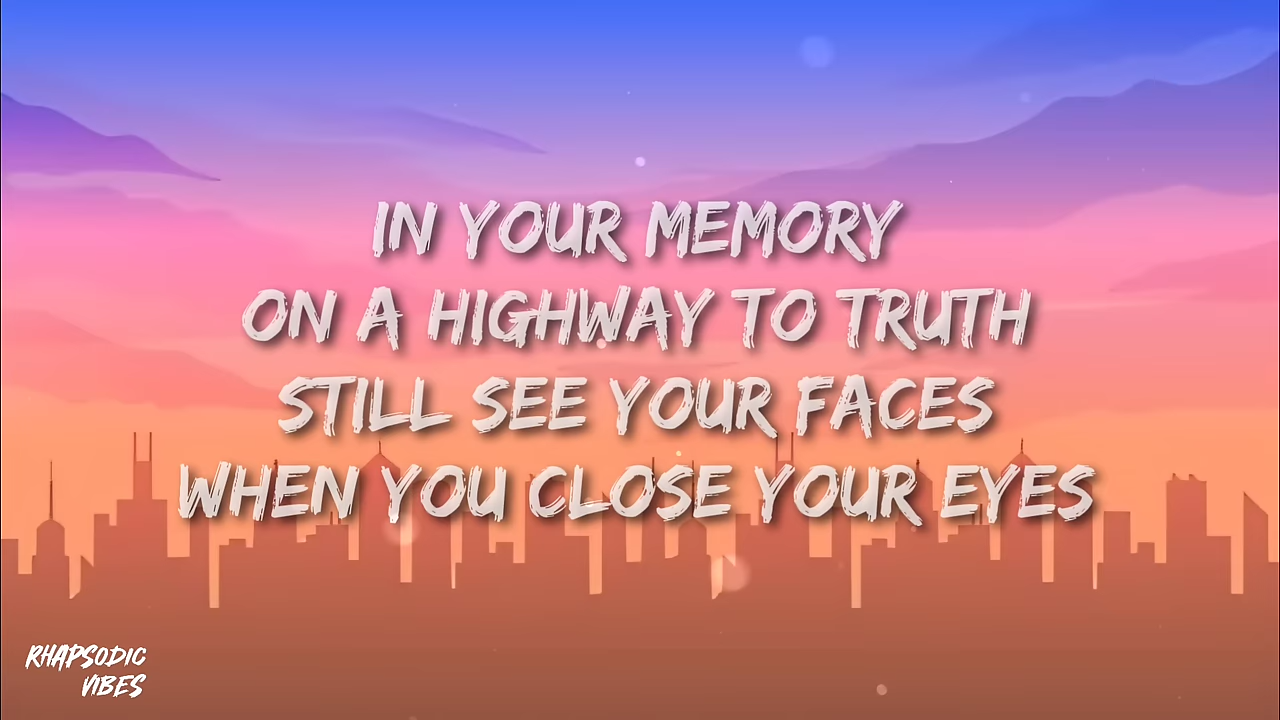 IN YOUR MEMORY
ON A HIGHWAY TO TRUTH
STILL SEE YOUR FACES
WHEN YOU CLOSE YOUR EYES
RHAPSODIC
VIBES